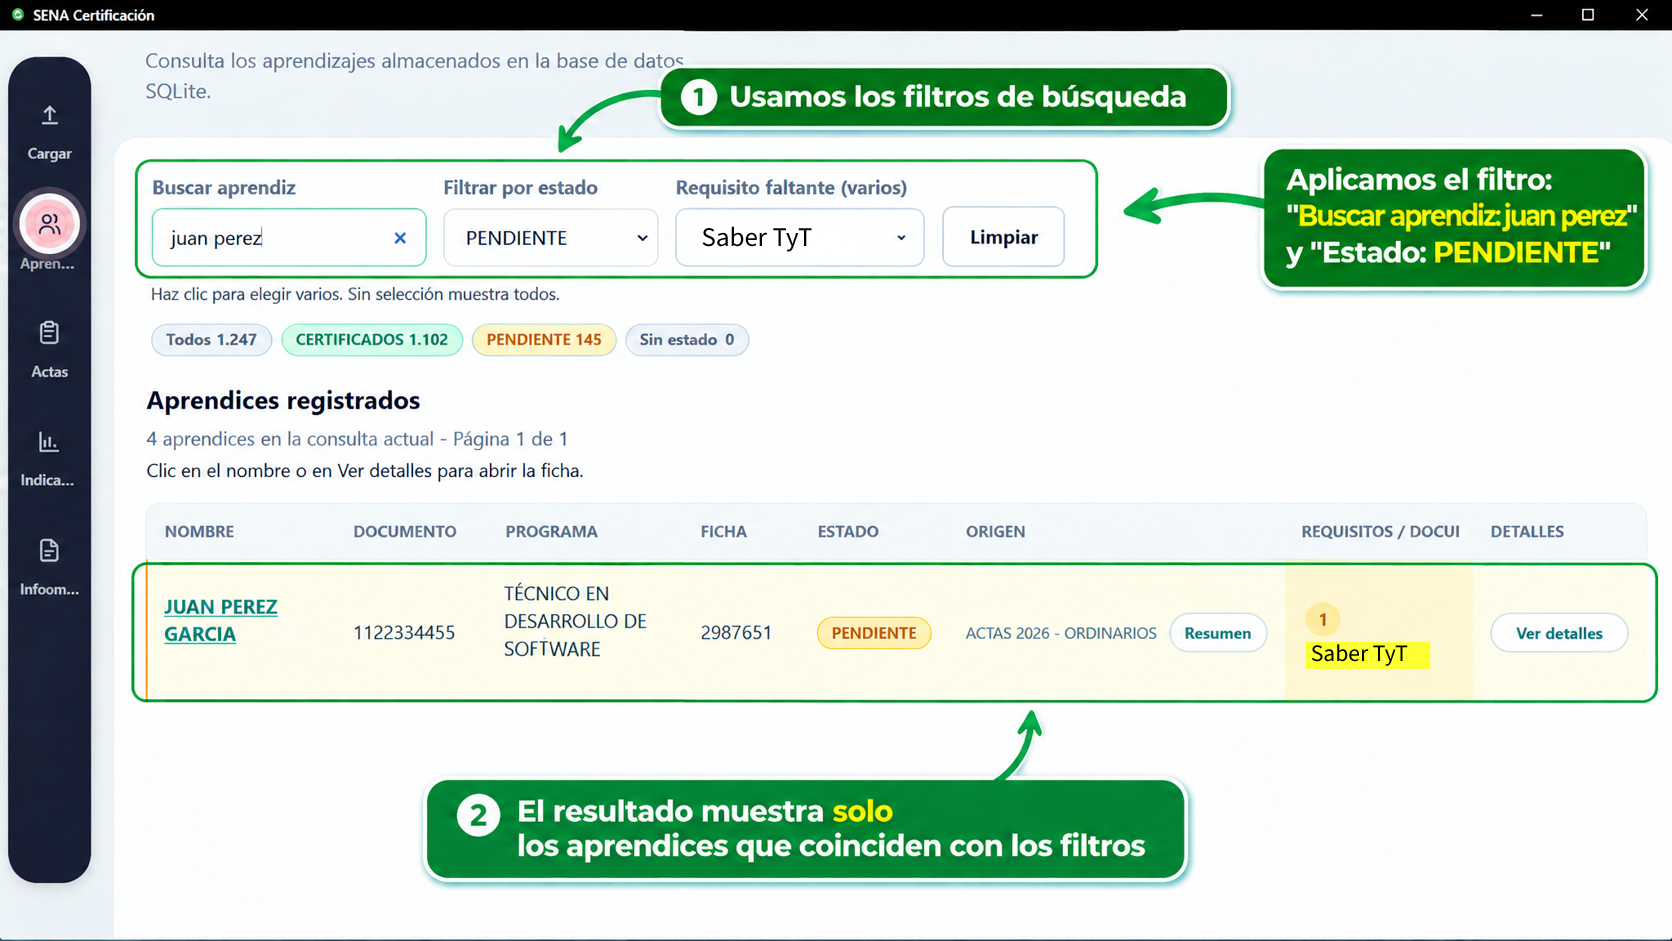 SENA Certificación
Consulta los aprendizajes almacenados en la base de datos
SQLite.
1 Usamos los filtros de búsqueda
Aplicamos el filtro:
"Buscar aprendiz: juan perez"
y "Estado: PENDIENTE"
Cargar
Apren...
Actas
Indica...
Infoom...
Buscar aprendiz
Filtrar por estado
Requisito faltante (varios)
juan perez
PENDIENTE
Saber TyT
Limpiar
Haz clic para elegir varios. Sin selección muestra todos.
Todos 1.247
CERTIFICADOS 1.102
PENDIENTE 145
Sin estado 0
Aprendices registrados
4 aprendices en la consulta actual - Página 1 de 1
Clic en el nombre o en Ver detalles para abrir la ficha.
NOMBRE DOCUMENTO PROGRAMA FICHA ESTADO ORIGEN REQUISITOS / DOCUI DETALLES
JUAN PEREZ
GARCIA
1122334455
TÉCNICO EN
DESARROLLO DE
SOFTWARE
2987651
PENDIENTE
ACTAS 2026 - ORDINARIOS
Resumen
1
Saber TyT
Ver detalles
2 El resultado muestra solo
los aprendices que coinciden con los filtros